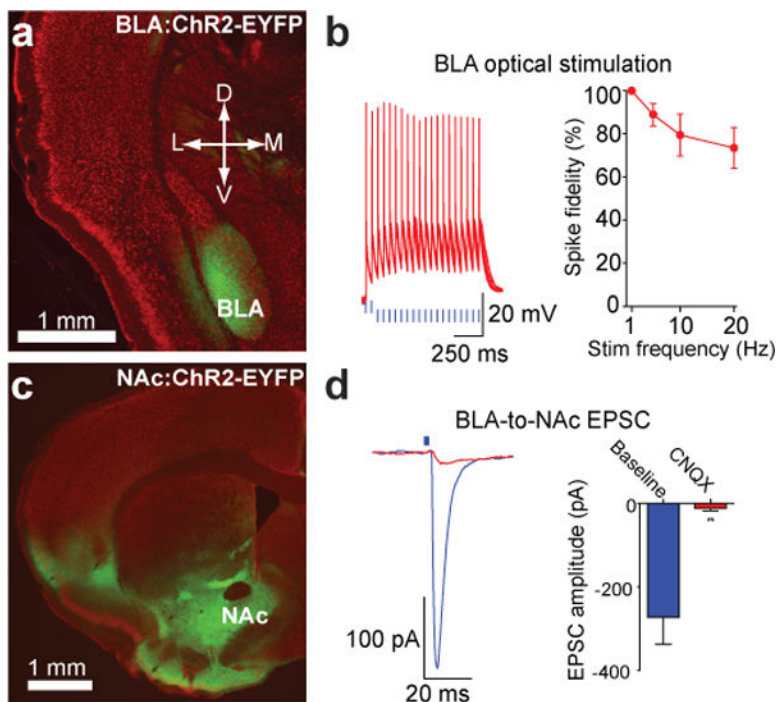 a
BLA:ChR2-EYFP
D
L
M
V
BLA
1 mm
b
BLA optical stimulation
20 mV
250 ms
Spike fidelity (%)
100
80
60
40
20
0
1
10
20
Stim frequency (Hz)
c
NAc:ChR2-EYFP
NAc
1 mm
d
BLA-to-NAc EPSC
100 pA
20 ms
Baseline
CNQX
EPSC amplitude (pA)
0
-200
-400